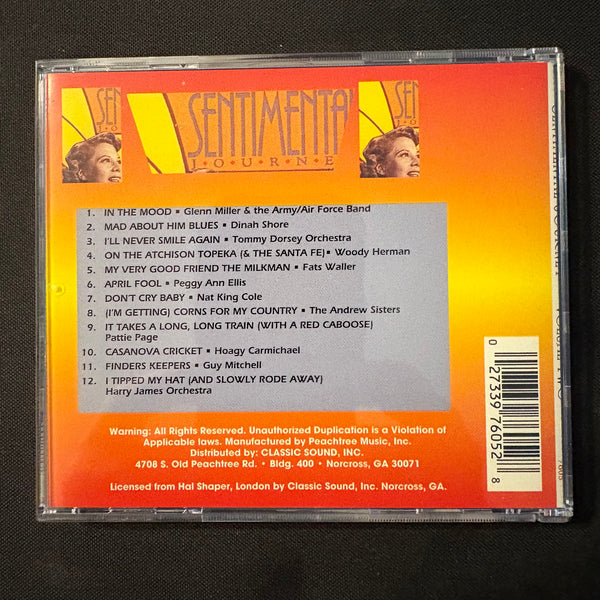 SEN
SENTIMENTA
SEN
J·O
J·O·U·R·N·E
J·O
1. IN THE MOOD ▪ Glenn Miller & the Army/Air Force Band
2. MAD ABOUT HIM BLUES ▪ Dinah Shore
3. I'LL NEVER SMILE AGAIN ▪ Tommy Dorsey Orchestra
4. ON THE ATCHISON TOPEKA (& THE SANTA FE) ▪ Woody Herman
5. MY VERY GOOD FRIEND THE MILKMAN ▪ Fats Waller
6. APRIL FOOL ▪ Peggy Ann Ellis
7. DON'T CRY BABY ▪ Nat King Cole
8. (I'M GETTING) CORNS FOR MY COUNTRY ▪ The Andrew Sisters
9. IT TAKES A LONG, LONG TRAIN (WITH A RED CABOOSE)
Pattie Page
10. CASANOVA CRICKET ▪ Hoagy Carmichael
11. FINDERS KEEPERS ▪ Guy Mitchell
12. I TIPPED MY HAT (AND SLOWLY RODE AWAY)
Harry James Orchestra
Warning: All Rights Reserved. Unauthorized Duplication is a Violation of
Applicable laws. Manufactured by Peachtree Music, Inc.
Distributed by: CLASSIC SOUND, INC.
4708 S. Old Peachtree Rd. • Bldg. 400 • Norcross, GA 30071
Licensed from Hal Shaper, London by Classic Sound, Inc. Norcross, GA.
0 27339 76052 8